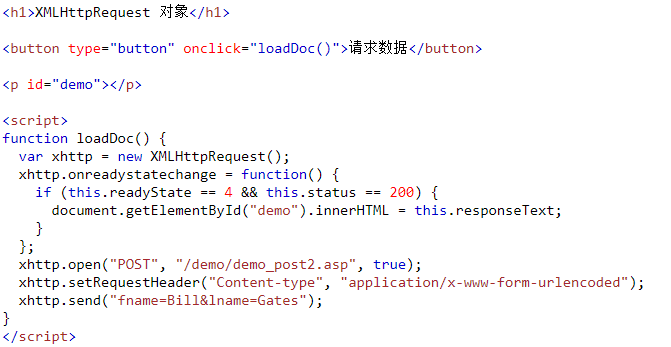 <h1>XMLHttpRequest 对象</h1>
<button type="button" onclick="loadDoc()">请求数据</button>
<p id="demo"></p>
<script>
function loadDoc() {
  var xhttp = new XMLHttpRequest();
  xhttp.onreadystatechange = function() {
    if (this.readyState == 4 && this.status == 200) {
      document.getElementById("demo").innerHTML = this.responseText;
    }
  };
  xhttp.open("POST", "/demo/demo_post2.asp", true);
  xhttp.setRequestHeader("Content-type", "application/x-www-form-urlencoded");
  xhttp.send("fname=Bill&lname=Gates");
}
</script>